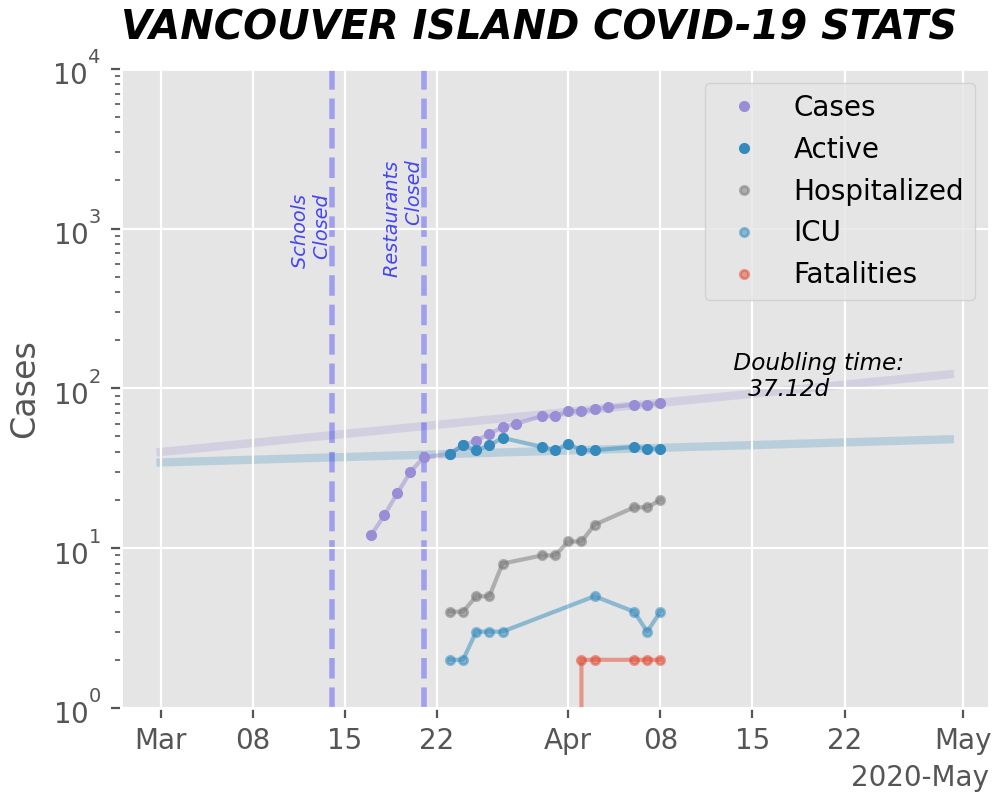 VANCOUVER ISLAND COVID-19 STATS
10^4
10^3
10^2
10^1
10^0
Cases
Schools
Closed
Restaurants
Closed
Cases
Active
Hospitalized
ICU
Fatalities
Doubling time:
37.12d
Mar 08 15 22 Apr 08 15 22 May
2020-May